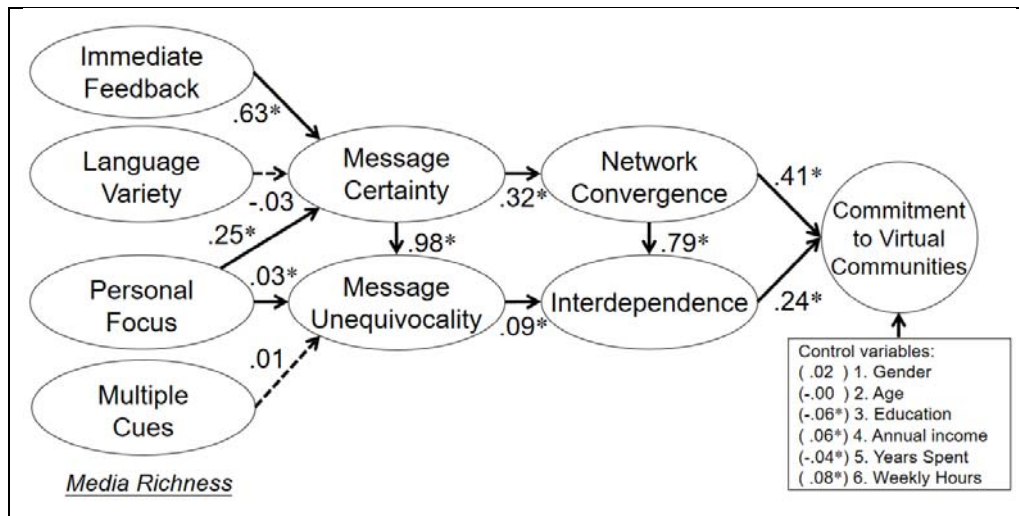 Immediate
Feedback
.63*
Language
Variety
-.03
Message
Certainty
.32*
Network
Convergence
.41*
Commitment
to Virtual
Communities
.25*
.98*
.79*
Personal
Focus
.03*
Message
Unequivocality
.09*
Interdependence
.24*
.01
Multiple
Cues
Media Richness
Control variables:
( .02 ) 1. Gender
(-.00 ) 2. Age
(-.06*) 3. Education
( .06*) 4. Annual income
(-.04*) 5. Years Spent
( .08*) 6. Weekly Hours